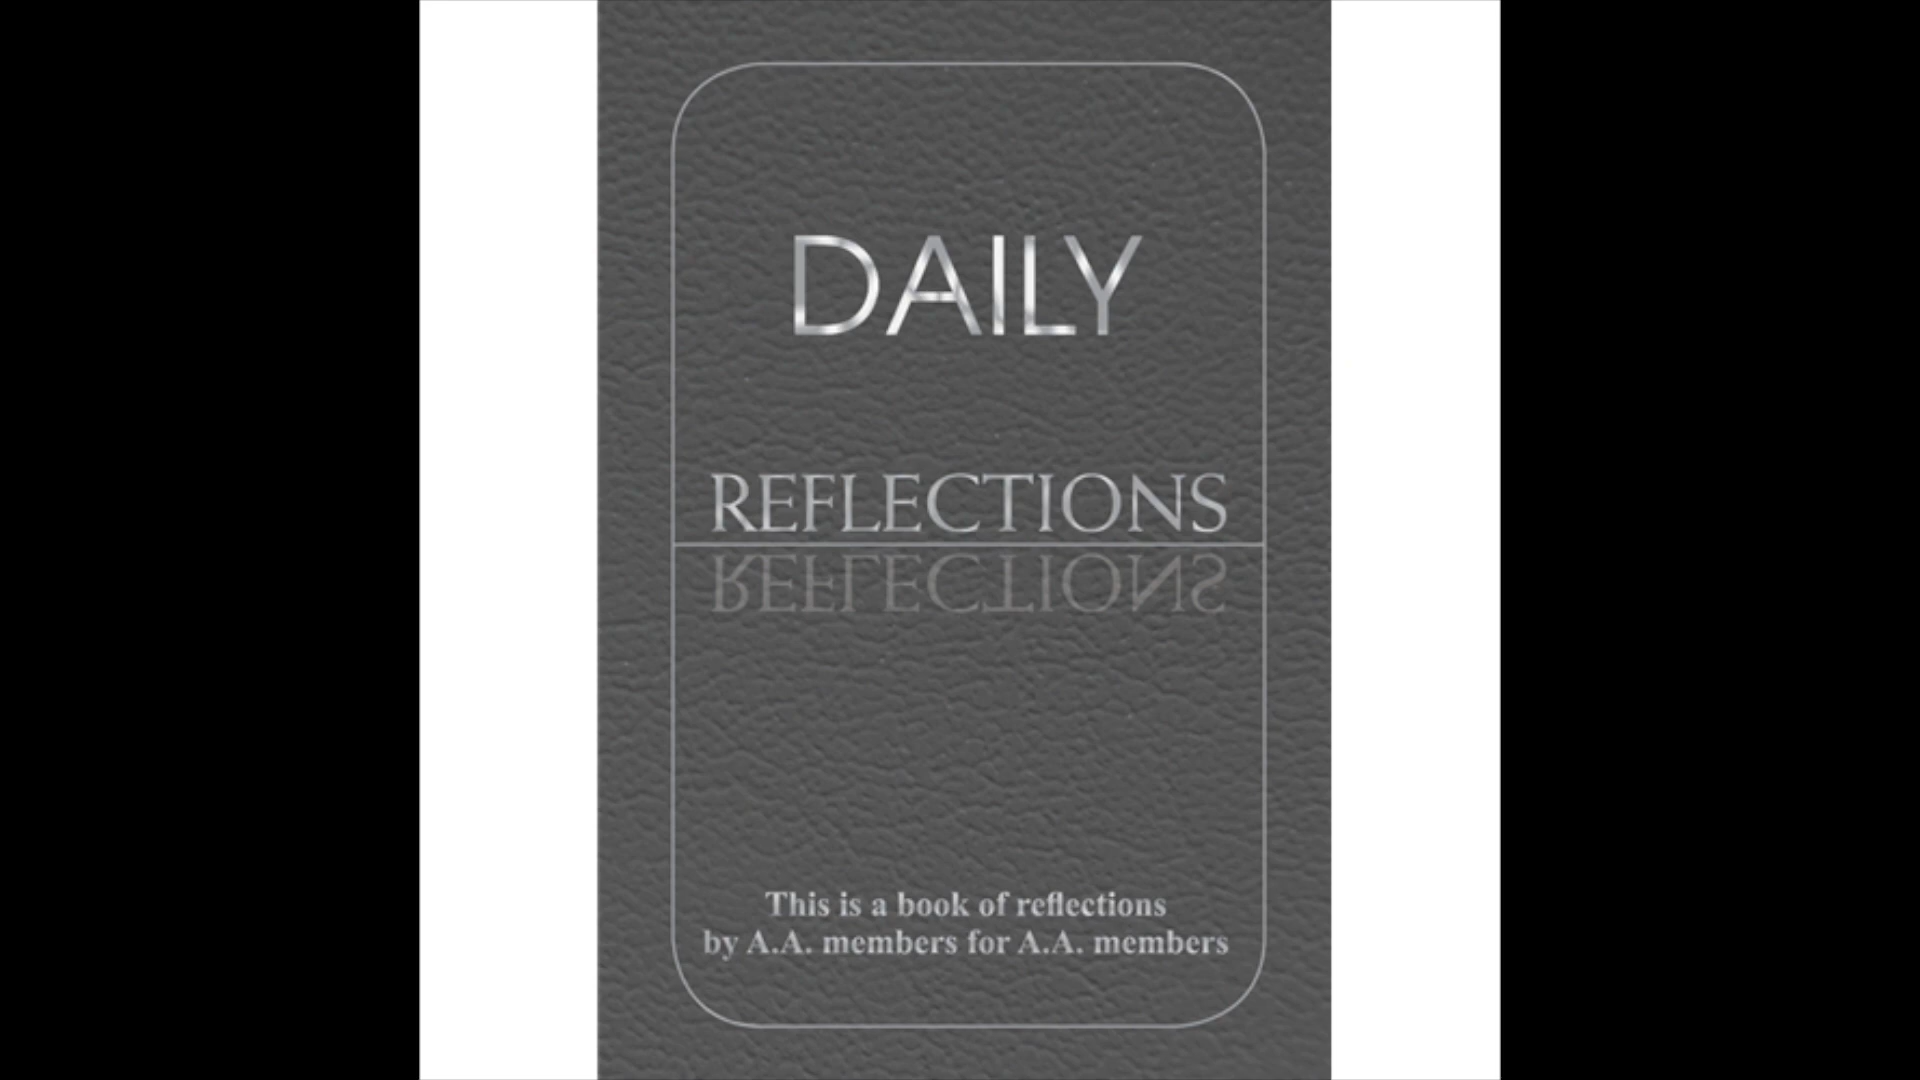 DAILY
REFLECTIONS
REFLECTIONS
This is a book of reflections
by A.A. members for A.A. members